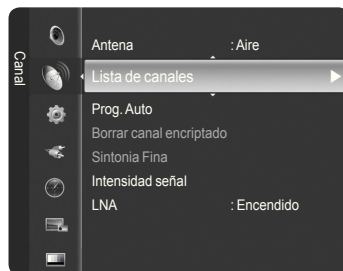 Canal
Antena : Aire
Lista de canales
Prog. Auto
Borrar canal encriptado
Sintonia Fina
Intensidad señal
LNA : Encendido